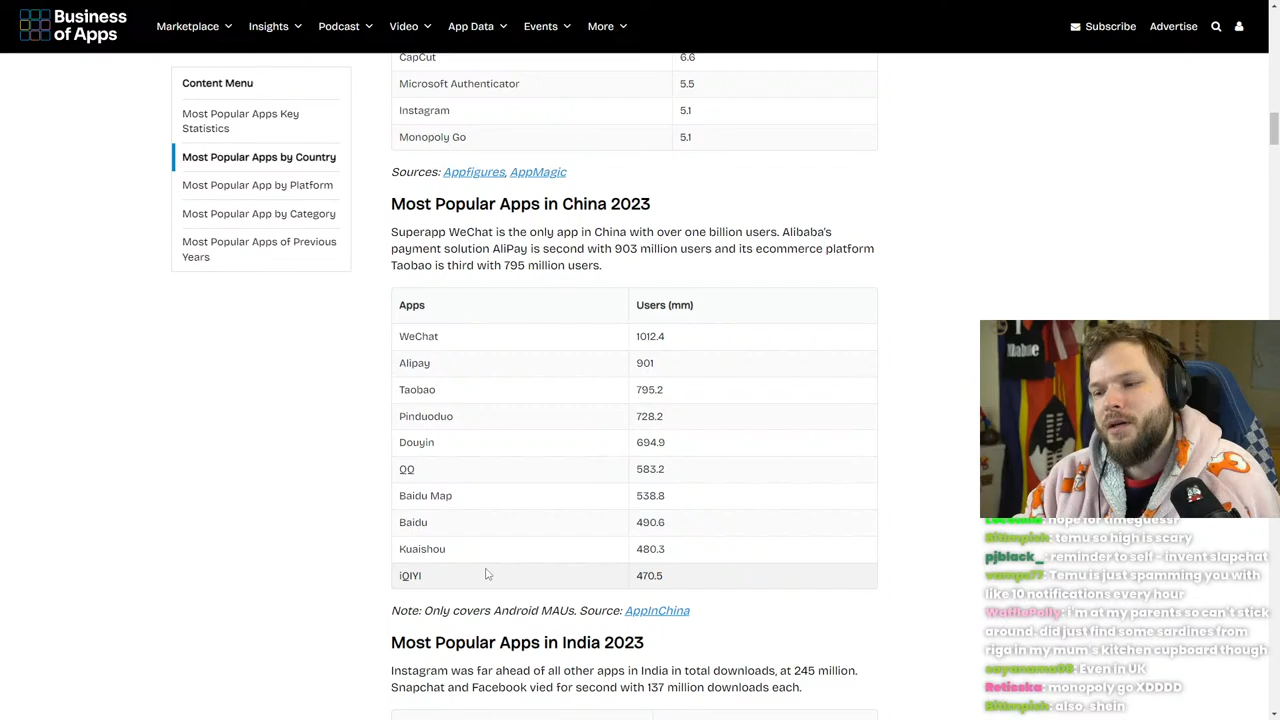 Business of Apps
Marketplace
Insights
Podcast
Video
App Data
Events
More
Subscribe
Advertise
Content Menu
Most Popular Apps Key
Statistics
Most Popular Apps by Country
Most Popular App by Platform
Most Popular App by Category
Most Popular Apps of Previous
Years
CapCut 6.6
Microsoft Authenticator 5.5
Instagram 5.1
Monopoly Go 5.1
Sources: Appfigures, AppMagic
Most Popular Apps in China 2023
Superapp WeChat is the only app in China with over one billion users. Alibaba's
payment solution AliPay is second with 903 million users and its ecommerce platform
Taobao is third with 795 million users.
Apps Users (mm)
WeChat 1012.4
Alipay 901
Taobao 795.2
Pinduoduo 728.2
Douyin 694.9
QQ 583.2
Baidu Map 538.8
Baidu 490.6
Kuaishou 480.3
iQIYI 470.5
Note: Only covers Android MAUs. Source: AppInChina
Most Popular Apps in India 2023
Instagram was far ahead of all other apps in India in total downloads, at 245 million.
Snapchat and Facebook vied for second with 137 million downloads each.
hope for timeguessr
: temu so high is scary
pjblack_: reminder to self - invent slapchat
vamps77: Temu is just spamming you with
like 10 notifications every hour
WafflePolly: i'm at my parents so can't stick
around. did just find some sardines from
riga in my mum's kitchen cupboard though
: Even in UK
: monopoly go XDDDD
: also, shein